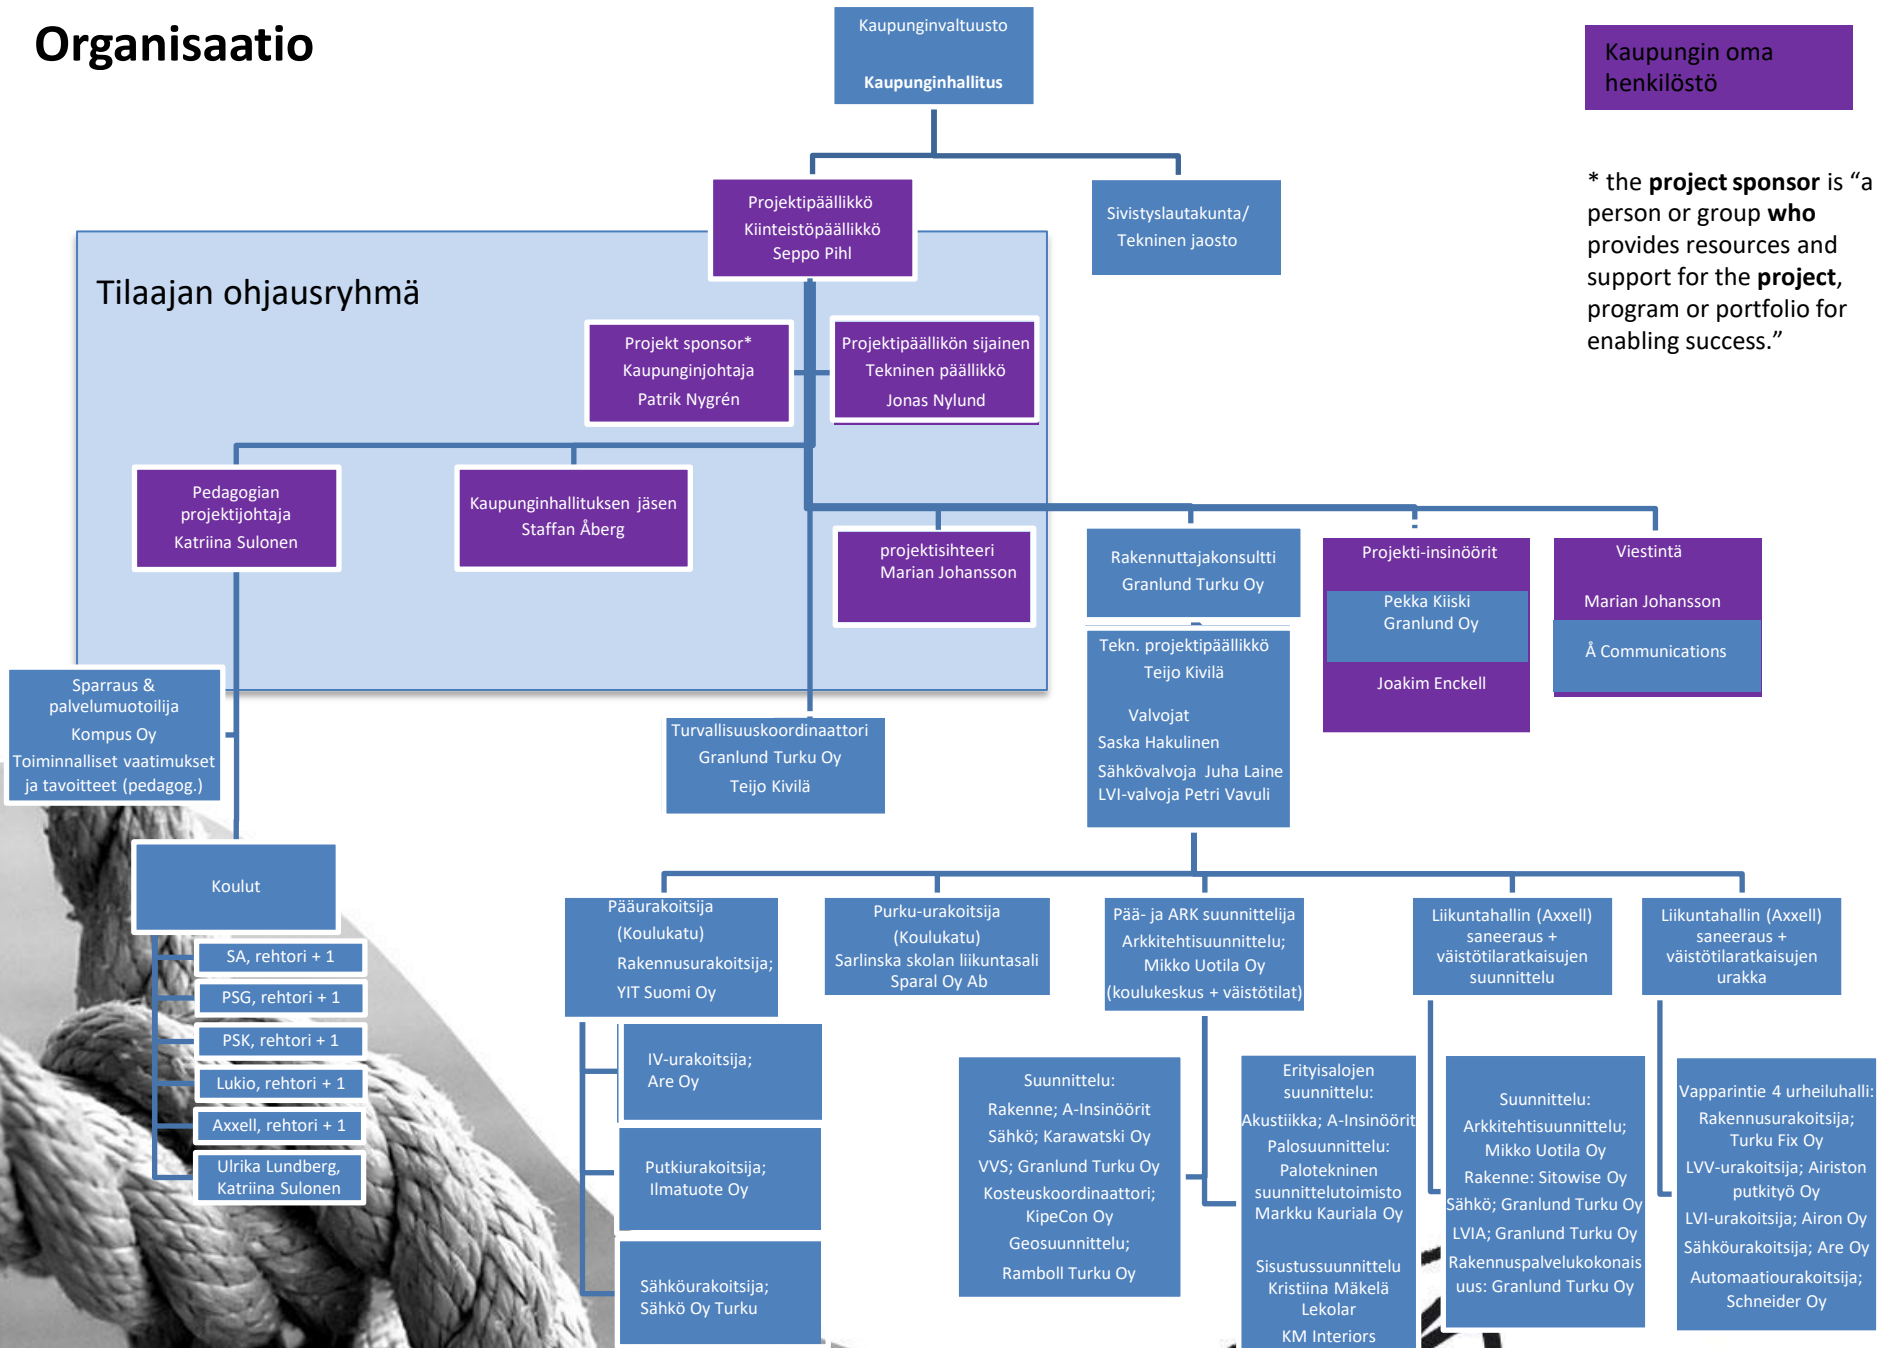 Organisaatio
Kaupunginvaltuusto
Kaupunginhallitus
Kaupungin oma
henkilöstö
* the project sponsor is “a
person or group who
provides resources and
support for the project,
program or portfolio for
enabling success.”
Projektipäällikkö
Kiinteistöpäällikkö
Seppo Pihl
Sivistyslautakunta/
Tekninen jaosto
Tilaajan ohjausryhmä
Projekt sponsor*
Kaupunginjohtaja
Patrik Nygrén
Projektipäällikön sijainen
Tekninen päällikkö
Jonas Nylund
Pedagogian
projektijohtaja
Katriina Sulonen
Kaupunginhallituksen jäsen
Staffan Åberg
projektisihteeri
Marian Johansson
Rakennuttajakonsultti
Granlund Turku Oy
Projekti-insinöörit
Pekka Kiiski
Granlund Oy
Joakim Enckell
Viestintä
Marian Johansson
Å Communications
Tekn. projektipäällikkö
Teijo Kivilä
Valvojat
Saska Hakulinen
Sähkövalvoja Juha Laine
LVI-valvoja Petri Vavuli
Sparraus &
palvelumuotoilija
Kompus Oy
Toiminnalliset vaatimukset
ja tavoitteet (pedagog.)
Turvallisuuskoordinaattori
Granlund Turku Oy
Teijo Kivilä
Koulut
SA, rehtori + 1
PSG, rehtori + 1
PSK, rehtori + 1
Lukio, rehtori + 1
Axxell, rehtori + 1
Ulrika Lundberg,
Katriina Sulonen
Pääurakoitsija
(Koulukatu)
Rakennusurakoitsija;
YIT Suomi Oy
IV-urakoitsija;
Are Oy
Putkiurakoitsija;
Ilmatuote Oy
Sähköurakoitsija;
Sähkö Oy Turku
Purku-urakoitsija
(Koulukatu)
Sarlinska skolan liikuntasali
Sparal Oy Ab
Pää- ja ARK suunnittelija
Arkkitehtisuunnittelu;
Mikko Uotila Oy
(koulukeskus + väistötilat)
Suunnittelu:
Rakenne; A-Insinöörit
Sähkö; Karawatski Oy
VVS; Granlund Turku Oy
Kosteuskoordinaattori;
KipeCon Oy
Geosuunnittelu;
Ramboll Turku Oy
Erityisalojen
suunnittelu:
Akustiikka; A-Insinöörit
Palosuunnittelu:
Palotekninen
suunnittelutoimisto
Markku Kauriala Oy
Sisustussuunnittelu
Kristiina Mäkelä
Lekolar
KM Interiors
Liikuntahallin (Axxell)
saneeraus +
väistötilaratkaisujen
suunnittelu
Suunnittelu:
Arkkitehtisuunnittelu;
Mikko Uotila Oy
Rakenne: Sitowise Oy
Sähkö; Granlund Turku Oy
LVIA; Granlund Turku Oy
Rakennuspalvelukokonais
uus: Granlund Turku Oy
Liikuntahallin (Axxell)
saneeraus +
väistötilaratkaisujen
urakka
Vapparintie 4 urheiluhalli:
Rakennusurakoitsija;
Turku Fix Oy
LVV-urakoitsija; Airiston
putkityö Oy
LVI-urakoitsija; Airon Oy
Sähköurakoitsija; Are Oy
Automaatiourakoitsija;
Schneider Oy